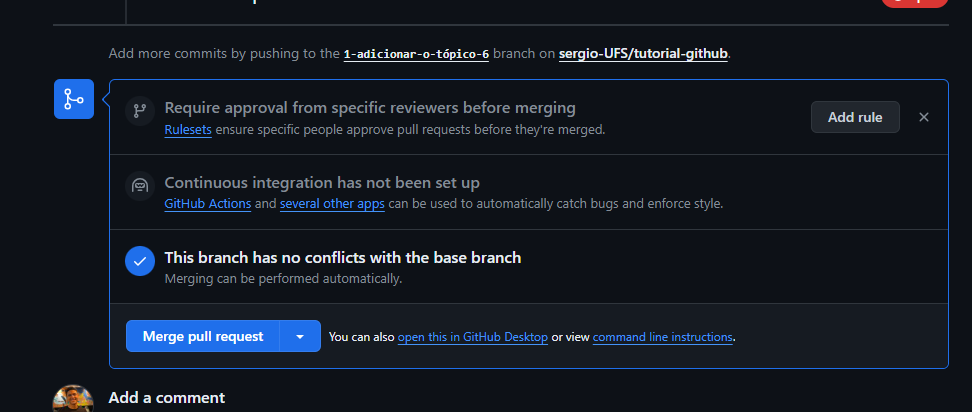 Add more commits by pushing to the 1-adicionar-o-tópico-6 branch on sergio-UFS/tutorial-github.
Require approval from specific reviewers before merging
Rulesets ensure specific people approve pull requests before they're merged.
Add rule
Continuous integration has not been set up
GitHub Actions and several other apps can be used to automatically catch bugs and enforce style.
This branch has no conflicts with the base branch
Merging can be performed automatically.
Merge pull request
You can also open this in GitHub Desktop or view command line instructions.
Add a comment